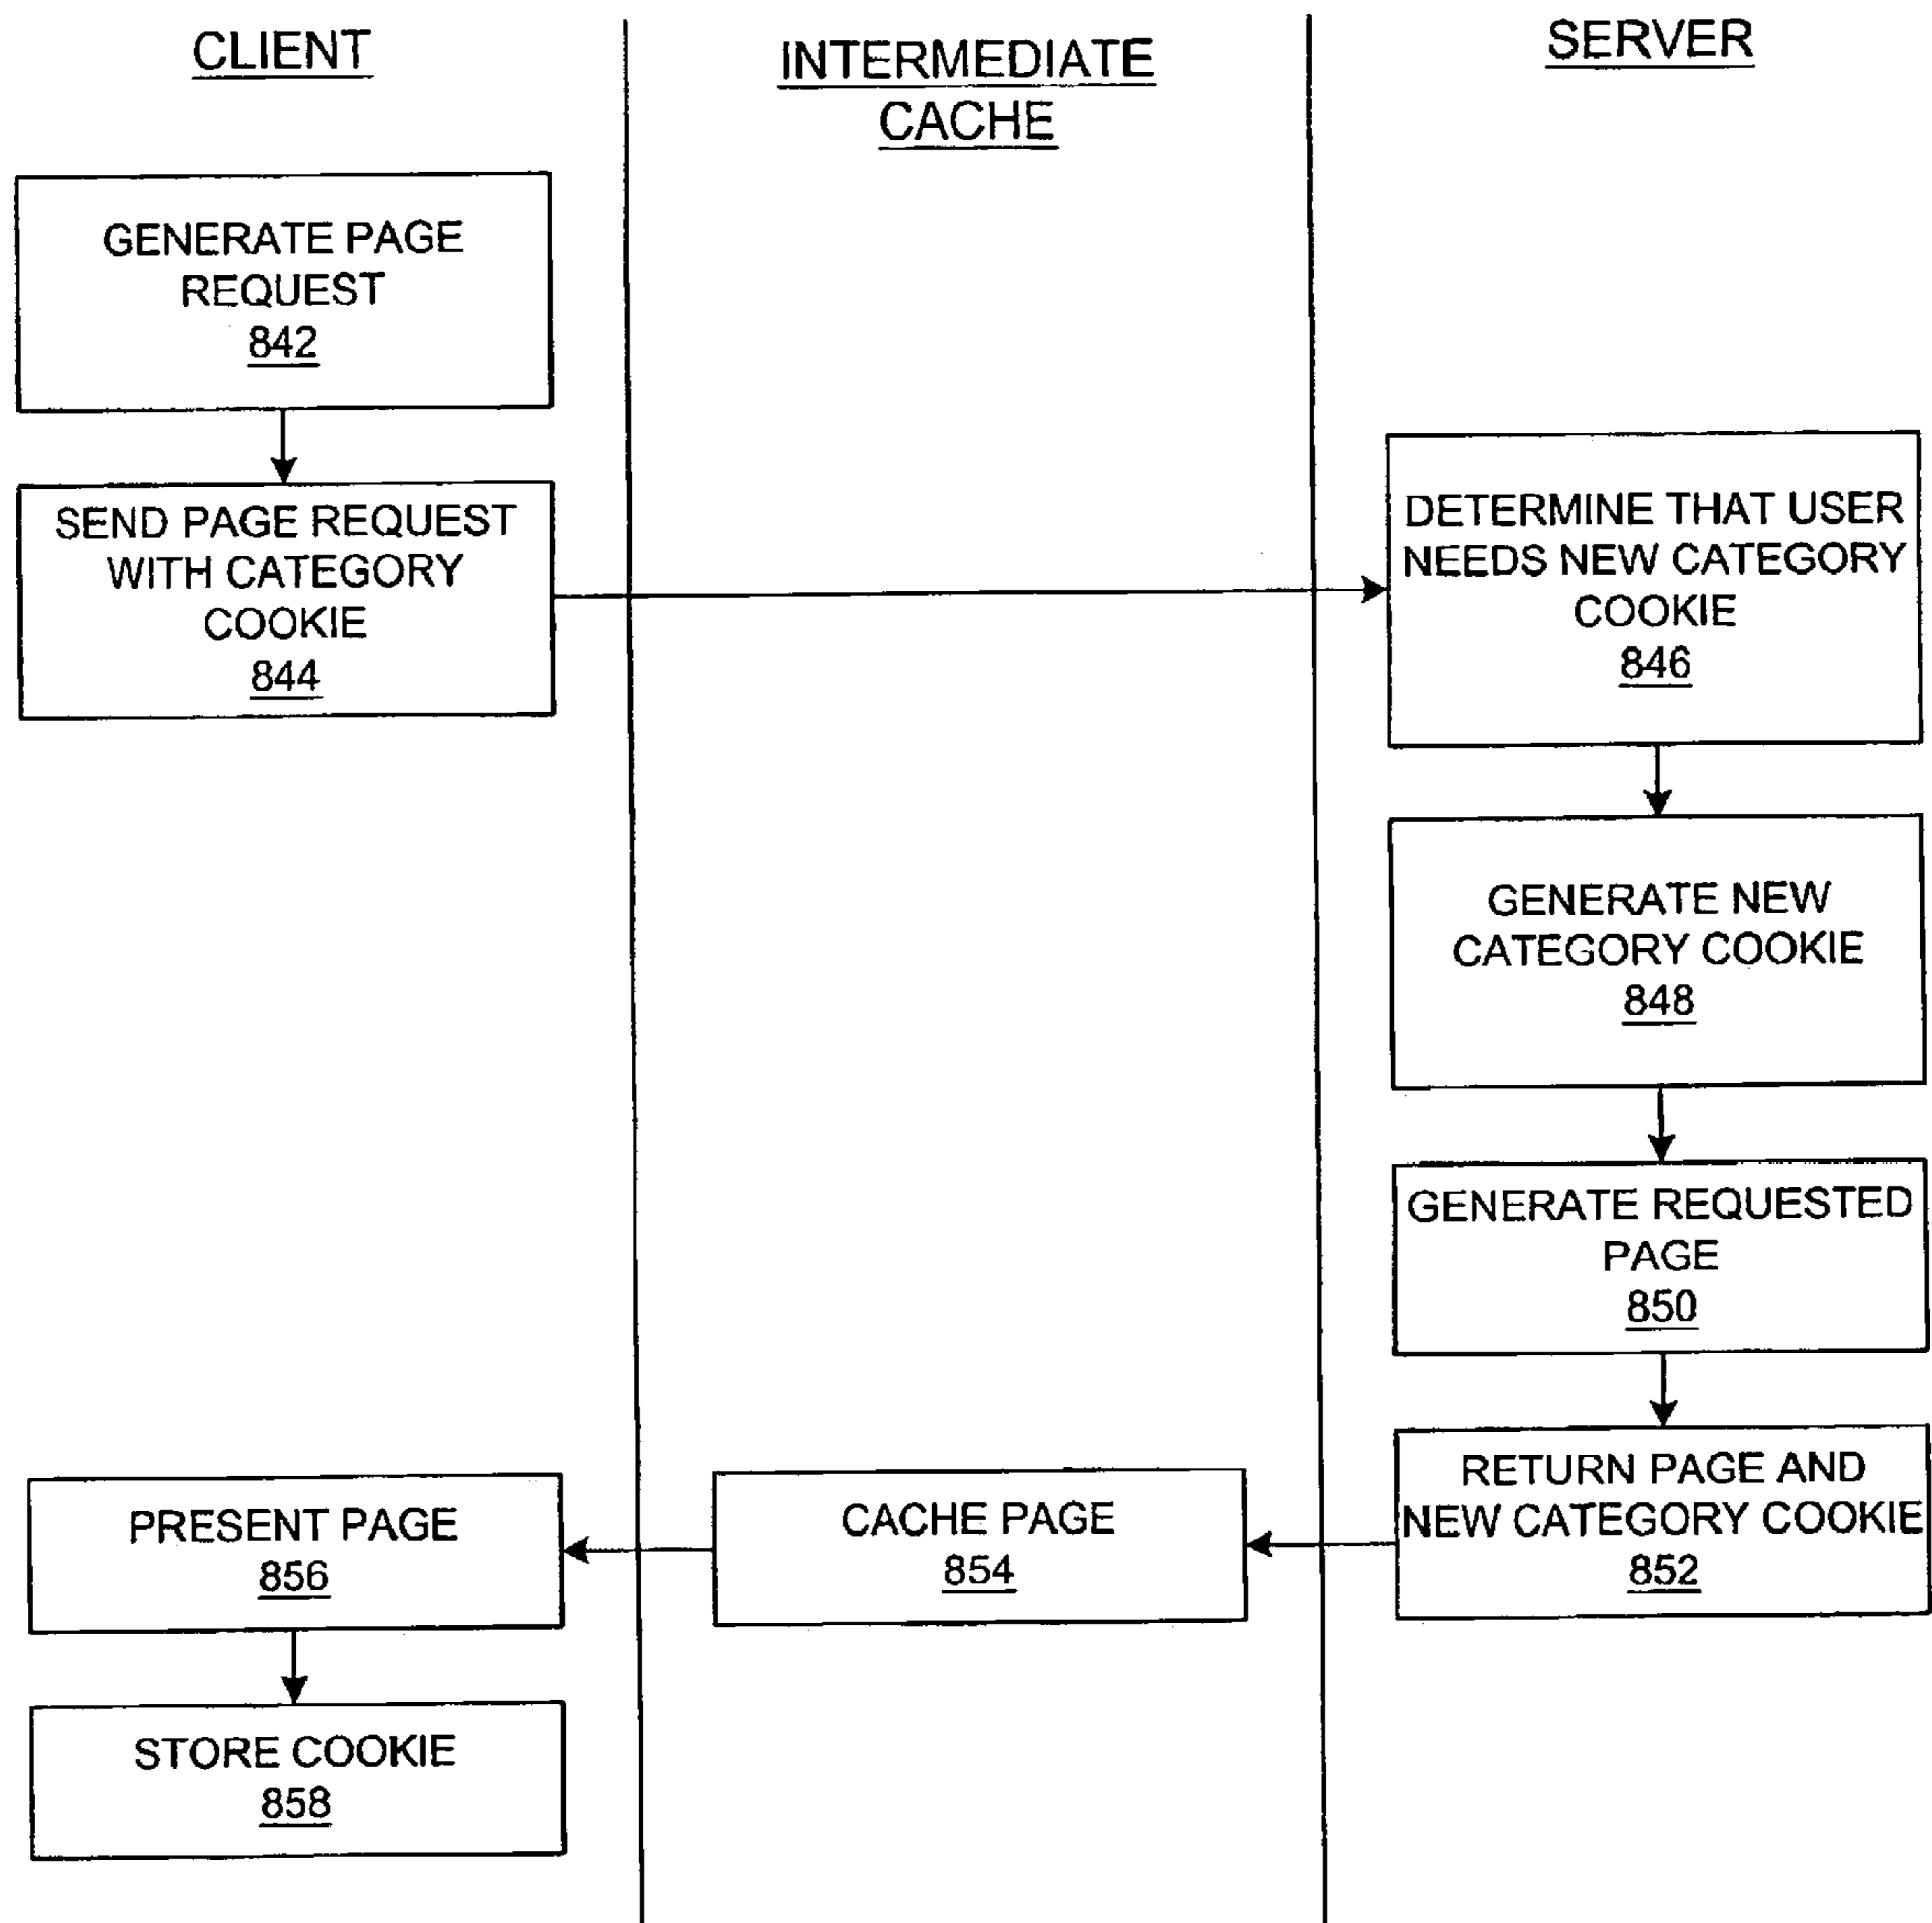 CLIENT
INTERMEDIATE
CACHE
SERVER
GENERATE PAGE
REQUEST
842
SEND PAGE REQUEST
WITH CATEGORY
COOKIE
844
DETERMINE THAT USER
NEEDS NEW CATEGORY
COOKIE
846
GENERATE NEW
CATEGORY COOKIE
848
GENERATE REQUESTED
PAGE
850
RETURN PAGE AND
NEW CATEGORY COOKIE
852
CACHE PAGE
854
PRESENT PAGE
856
STORE COOKIE
858